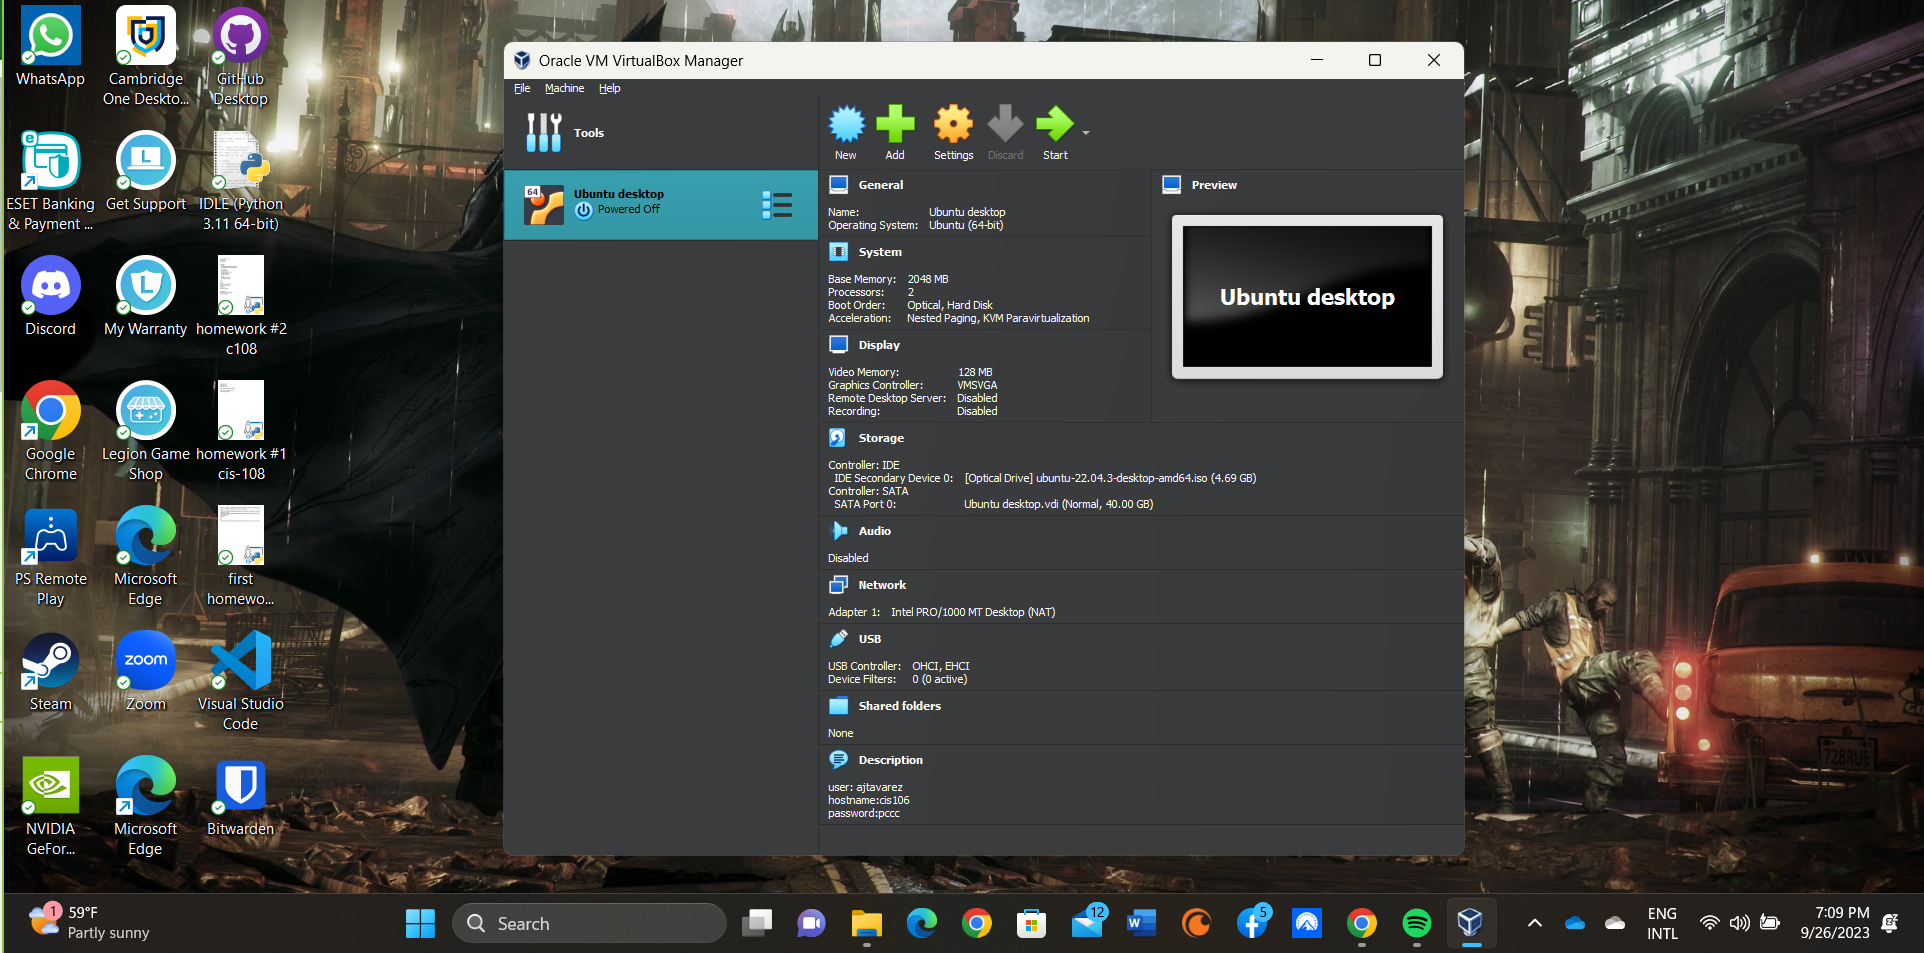 WhatsApp
Cambridge
One Deskto...
GitHub
Desktop
ESET Banking
& Payment ...
Get Support
IDLE (Python
3.11 64-bit)
Discord
My Warranty
homework #2
c108
Google
Chrome
Legion Game
Shop
homework #1
cis-108
PS Remote
Play
Microsoft
Edge
first
homewo...
Steam
zoom
Zoom
Visual Studio
Code
NVIDIA
GeFor...
Microsoft
Edge
Bitwarden
Oracle VM VirtualBox Manager
File Machine Help
Tools
New Add Settings Discard Start
64
Ubuntu desktop
Powered Off
General
Name: Ubuntu desktop
Operating System: Ubuntu (64-bit)
System
Base Memory: 2048 MB
Processors: 2
Boot Order: Optical, Hard Disk
Acceleration: Nested Paging, KVM Paravirtualization
Display
Video Memory: 128 MB
Graphics Controller: VMSVGA
Remote Desktop Server: Disabled
Recording: Disabled
Preview
Ubuntu desktop
Storage
Controller: IDE
IDE Secondary Device 0: [Optical Drive] ubuntu-22.04.3-desktop-amd64.iso (4.69 GB)
Controller: SATA
SATA Port 0: Ubuntu desktop.vdi (Normal, 40.00 GB)
Audio
Disabled
Network
Adapter 1: Intel PRO/1000 MT Desktop (NAT)
USB
USB Controller: OHCI, EHCI
Device Filters: 0 (0 active)
Shared folders
None
Description
user: ajtavarez
hostname:cis106
password:pccc
728RUE
1
59°F
Partly sunny
Search
12
5
ENG
INTL
7:09 PM
9/26/2023